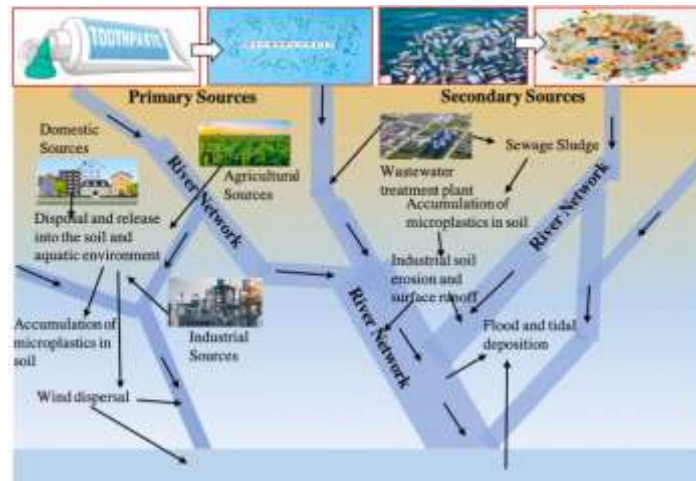 TOOTHPASTE
Primary Sources
Secondary Sources
Domestic
Sources
Agricultural
Sources
River Network
Disposal and release
into the soil and
aquatic environment
Accumulation of
microplastics in
soil
Industrial
Sources
Wind dispersal
Wastewater
treatment plant
Sewage Sludge
Accumulation of
microplastics in soil
River Network
Industrial soil
erosion and
surface runoff
River Network
Flood and tidal
deposition